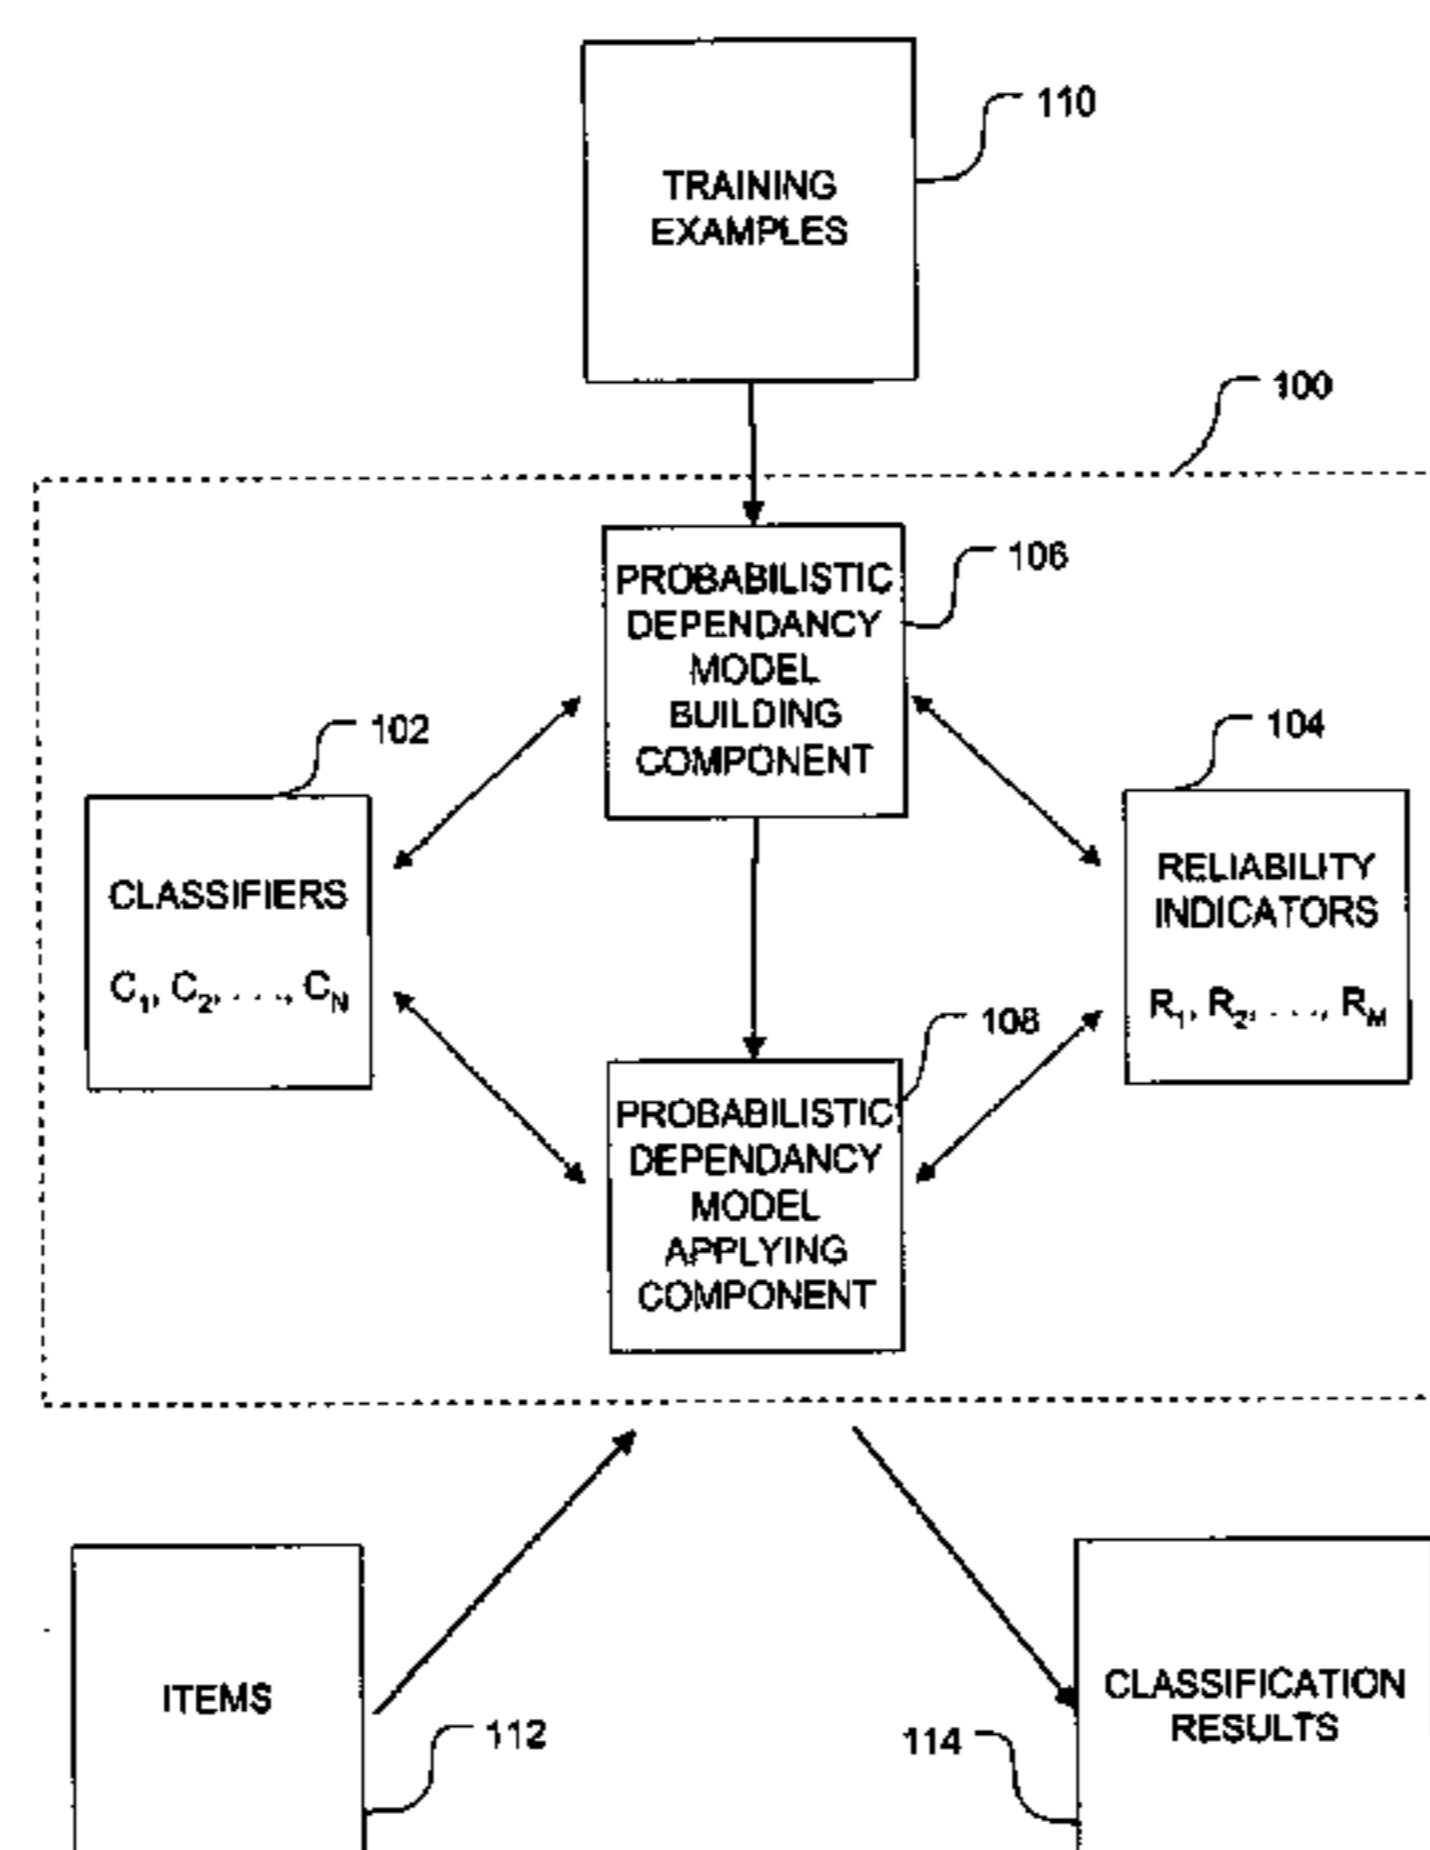 110
TRAINING
EXAMPLES
100
106
PROBABILISTIC
DEPENDANCY
MODEL
BUILDING
COMPONENT
102
104
CLASSIFIERS
C1, C2, . . . ., CN
RELIABILITY
INDICATORS
R1, R2, . . . ., RM
108
PROBABILISTIC
DEPENDANCY
MODEL
APPLYING
COMPONENT
ITEMS
112
CLASSIFICATION
RESULTS
114